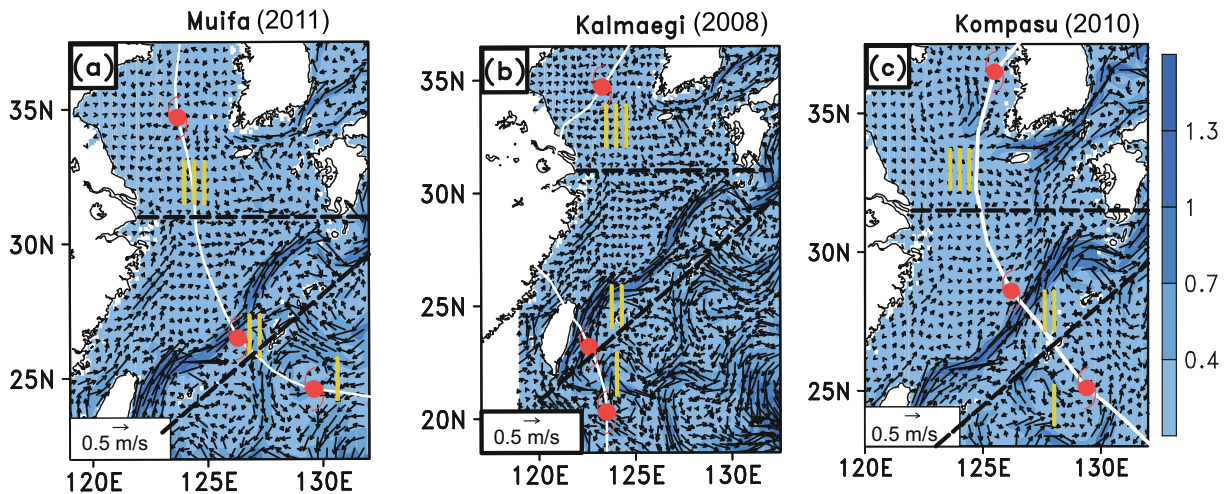 Muifa (2011)
Kalmaegi (2008)
Kompasu (2010)
(a)
35N
30N
25N
0.5 m/s
120E 125E 130E
(b)
35N
30N
25N
20N
0.5 m/s
120E 125E 130E
(c)
35N
30N
25N
0.5 m/s
120E 125E 130E
1.3
1
0.7
0.4